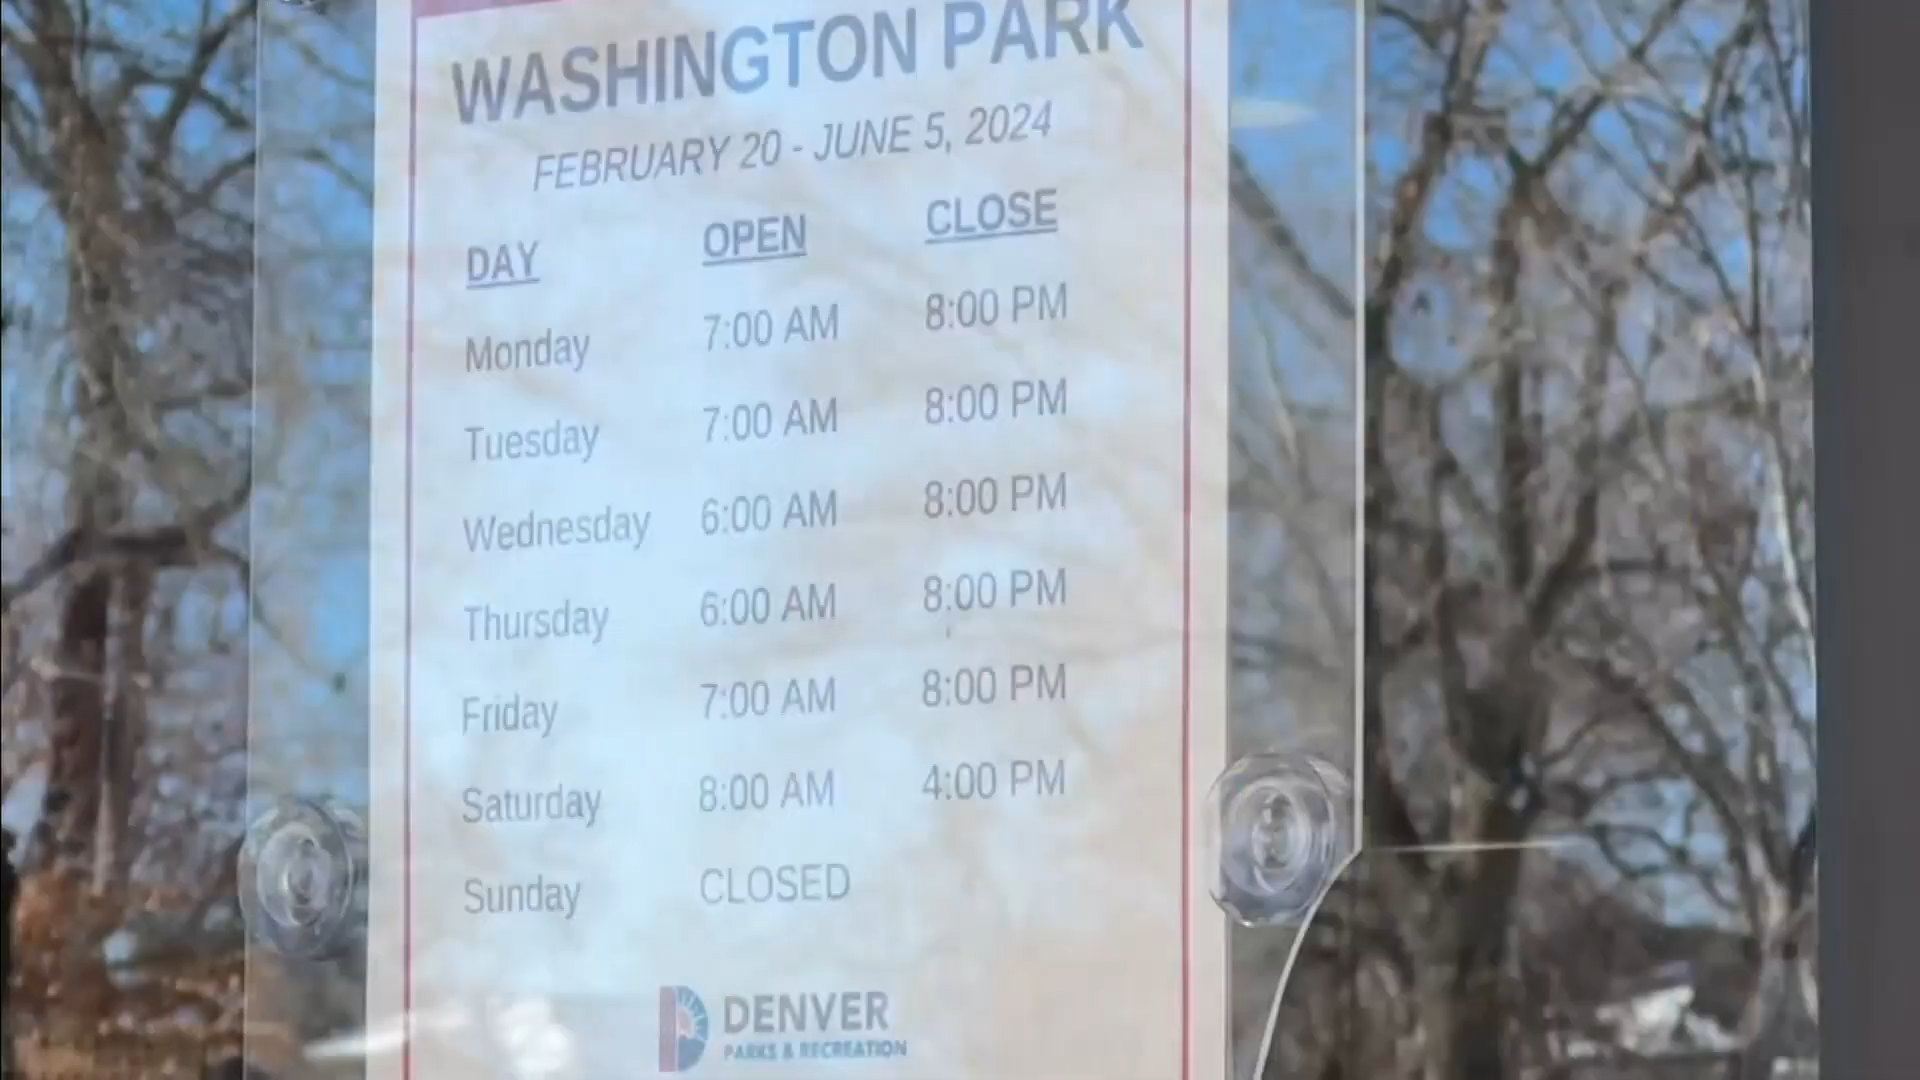 WASHINGTON PARK
FEBRUARY 20 - JUNE 5, 2024
DAY OPEN CLOSE
Monday 7:00 AM 8:00 PM
Tuesday 7:00 AM 8:00 PM
Wednesday 6:00 AM 8:00 PM
Thursday 6:00 AM 8:00 PM
Friday 7:00 AM 8:00 PM
Saturday 8:00 AM 4:00 PM
Sunday CLOSED
DENVER
PARKS & RECREATION